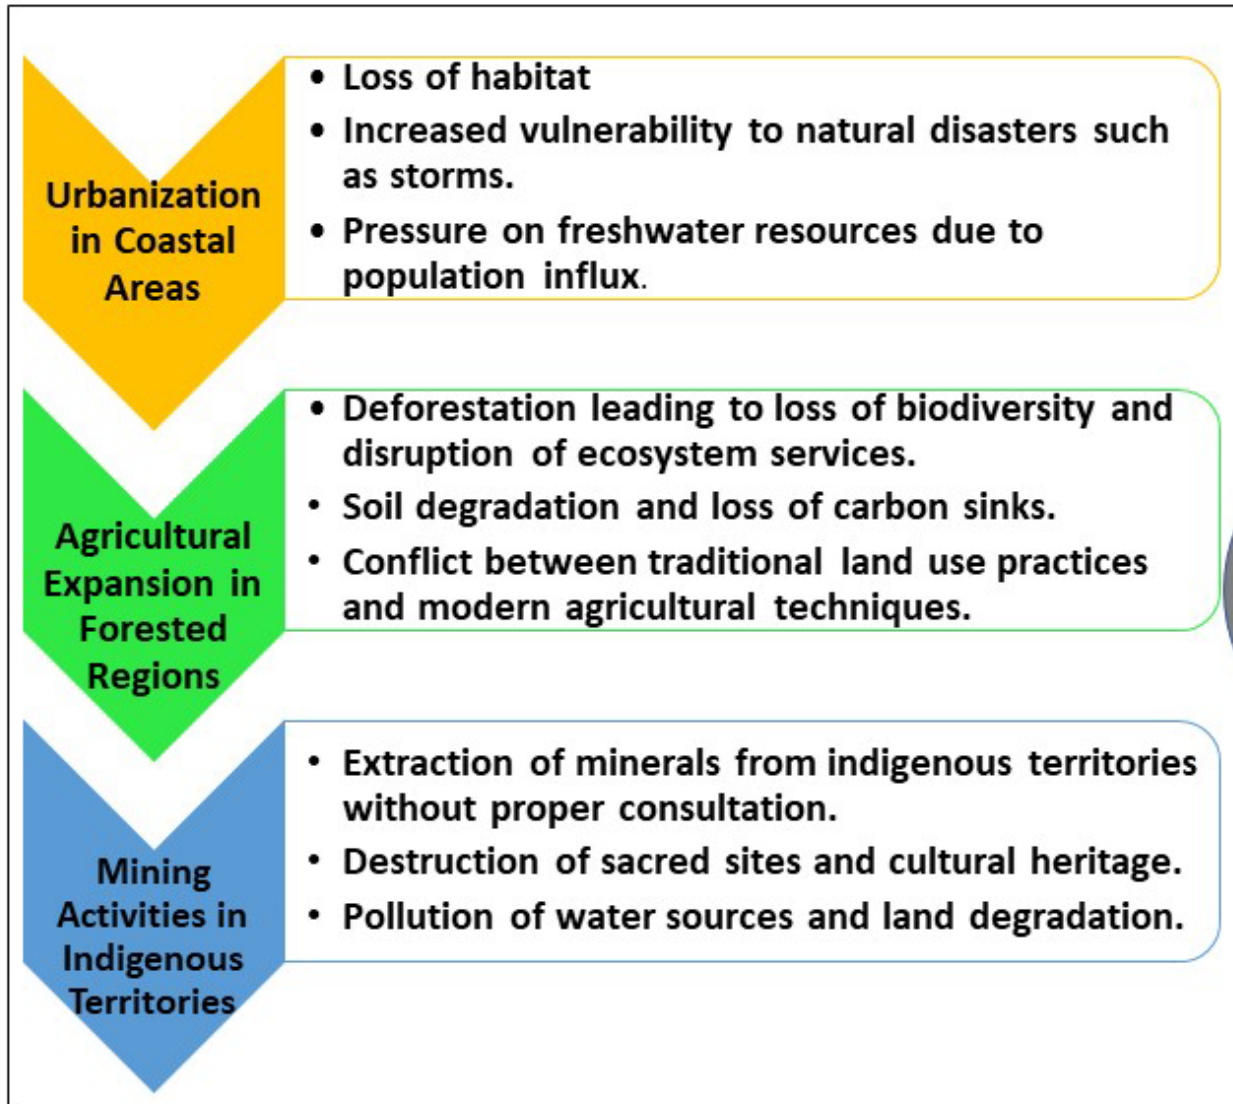 Urbanization
in Coastal
Areas
• Loss of habitat
• Increased vulnerability to natural disasters such
as storms.
• Pressure on freshwater resources due to
population influx.
Agricultural
Expansion in
Forested
Regions
• Deforestation leading to loss of biodiversity and
disruption of ecosystem services.
• Soil degradation and loss of carbon sinks.
• Conflict between traditional land use practices
and modern agricultural techniques.
Mining
Activities in
Indigenous
Territories
• Extraction of minerals from indigenous territories
without proper consultation.
• Destruction of sacred sites and cultural heritage.
• Pollution of water sources and land degradation.